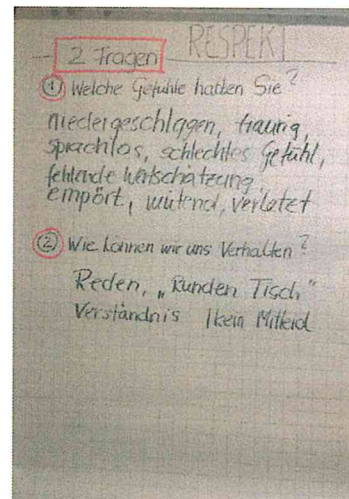 RESPEKT
2 Fragen
① Welche Gefühle hatten Sie?
niedergeschlagen, traurig,
sprachlos, schlechtes Gefühl,
fehlende Wertschätzung,
empört, wütend, verletzt
② Wie können wir uns Verhalten?
Reden, „Runden Tisch“
Verständnis | kein Mitleid